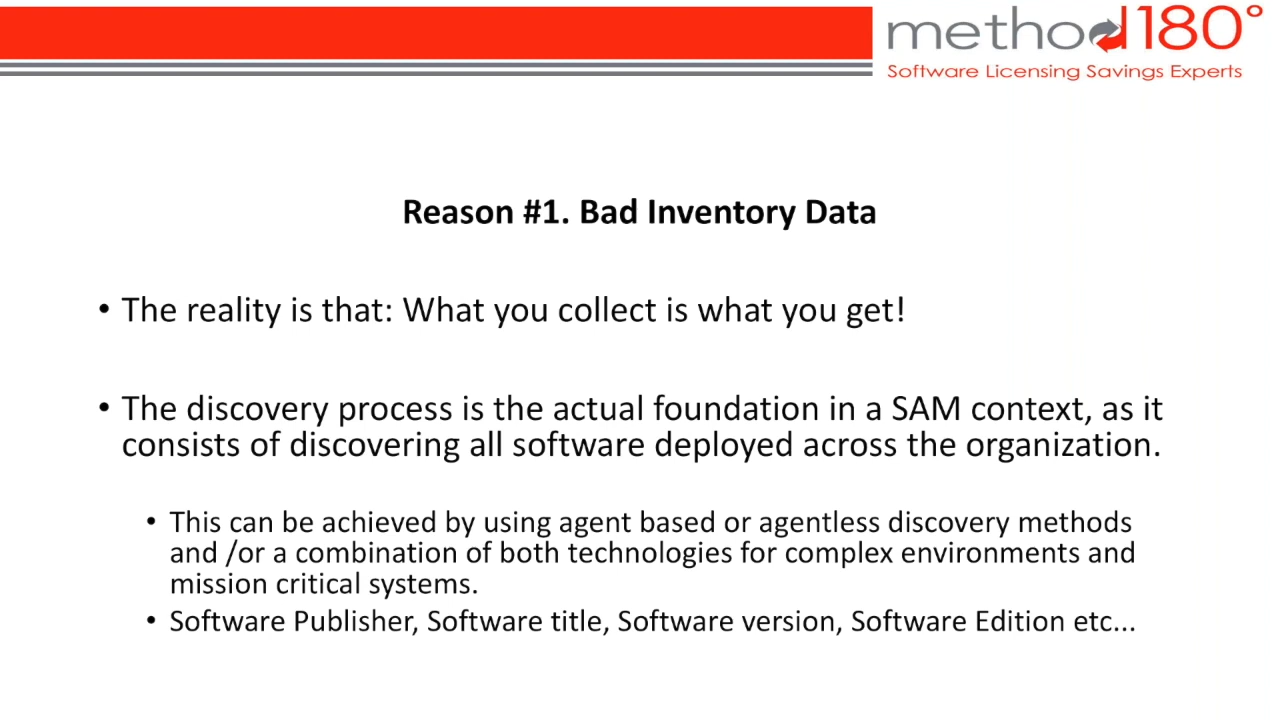 method180°
Software Licensing Savings Experts
Reason #1. Bad Inventory Data
• The reality is that: What you collect is what you get!
• The discovery process is the actual foundation in a SAM context, as it
consists of discovering all software deployed across the organization.
• This can be achieved by using agent based or agentless discovery methods
and /or a combination of both technologies for complex environments and
mission critical systems.
• Software Publisher, Software title, Software version, Software Edition etc...